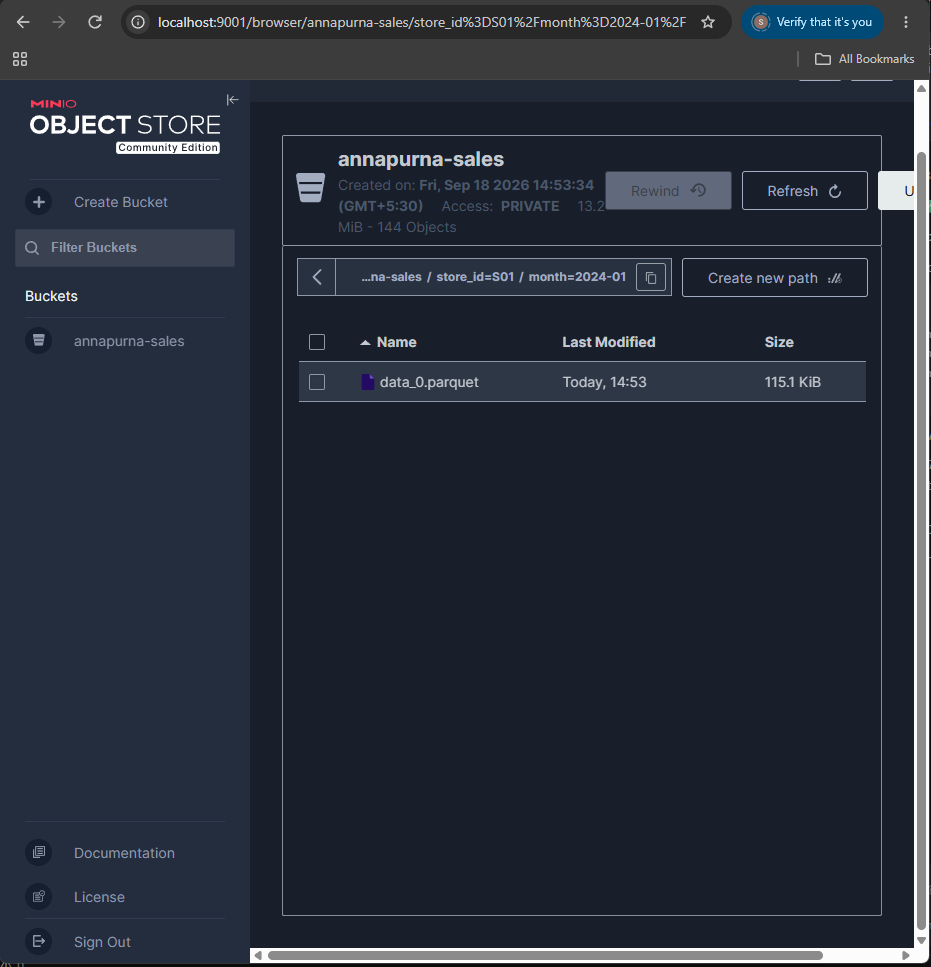 localhost:9001/browser/annapurna-sales/store_id%3DS01%2Fmonth%3D2024-01%2F
S
Verify that it's you
All Bookmarks
MINIO
OBJECT STORE
Community Edition
Create Bucket
Filter Buckets
Buckets
annapurna-sales
Documentation
License
Sign Out
annapurna-sales
Created on: Fri, Sep 18 2026 14:53:34
(GMT+5:30) Access: PRIVATE 13.2
MiB - 144 Objects
Rewind
Refresh
U
...na-sales / store_id=S01 / month=2024-01
Create new path
Name Last Modified Size
data_0.parquet Today, 14:53 115.1 KiB